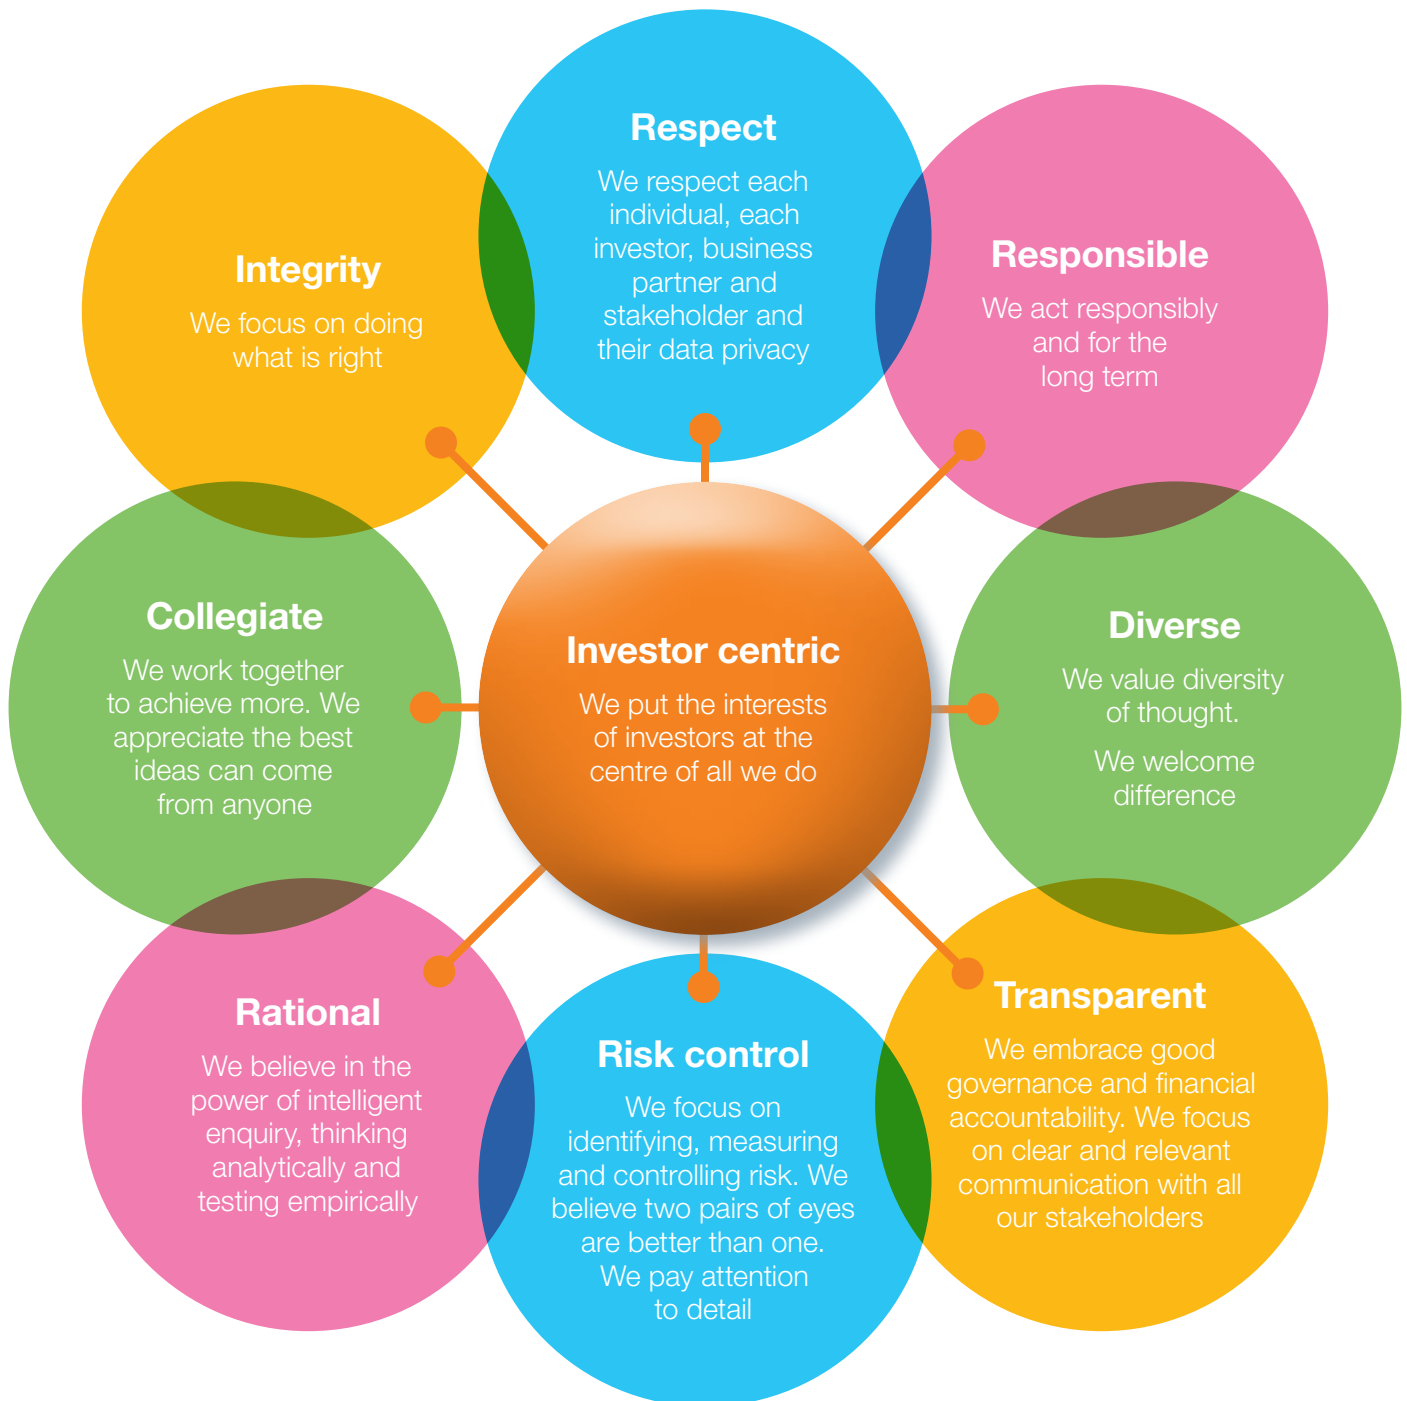 Respect
We respect each
individual, each
investor, business
partner and
stakeholder and
their data privacy
Responsible
We act responsibly
and for the
long term
Diverse
We value diversity
of thought.
We welcome
difference
Transparent
We embrace good
governance and financial
accountability. We focus
on clear and relevant
communication with all
our stakeholders
Risk control
We focus on
identifying, measuring
and controlling risk. We
believe two pairs of eyes
are better than one.
We pay attention
to detail
Rational
We believe in the
power of intelligent
enquiry, thinking
analytically and
testing empirically
Collegiate
We work together
to achieve more. We
appreciate the best
ideas can come
from anyone
Integrity
We focus on doing
what is right
Investor centric
We put the interests
of investors at the
centre of all we do